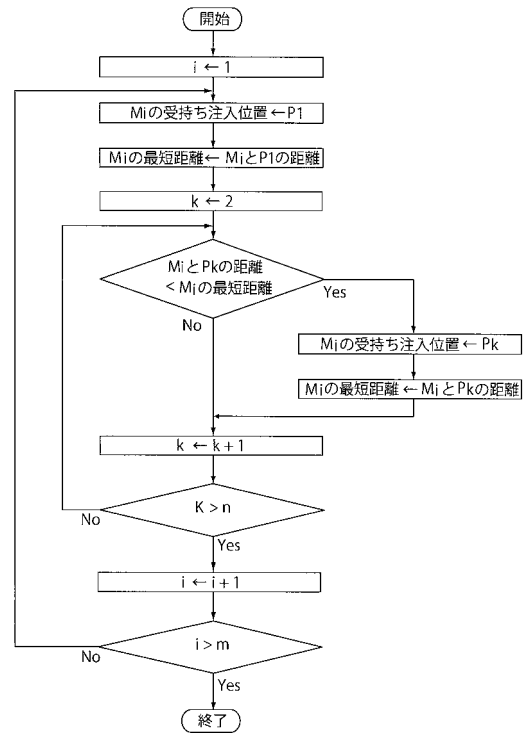 開始
i ← 1
Miの受持ち注入位置←P1
Miの最短距離← MiとP1の距離
k ← 2
MiとPkの距離
< Miの最短距離
Yes
No
Miの受持ち注入位置← Pk
Miの最短距離←MiとPkの距離
k ← k+1
K > n
No
Yes
i ← i+1
i > m
No
Yes
終了